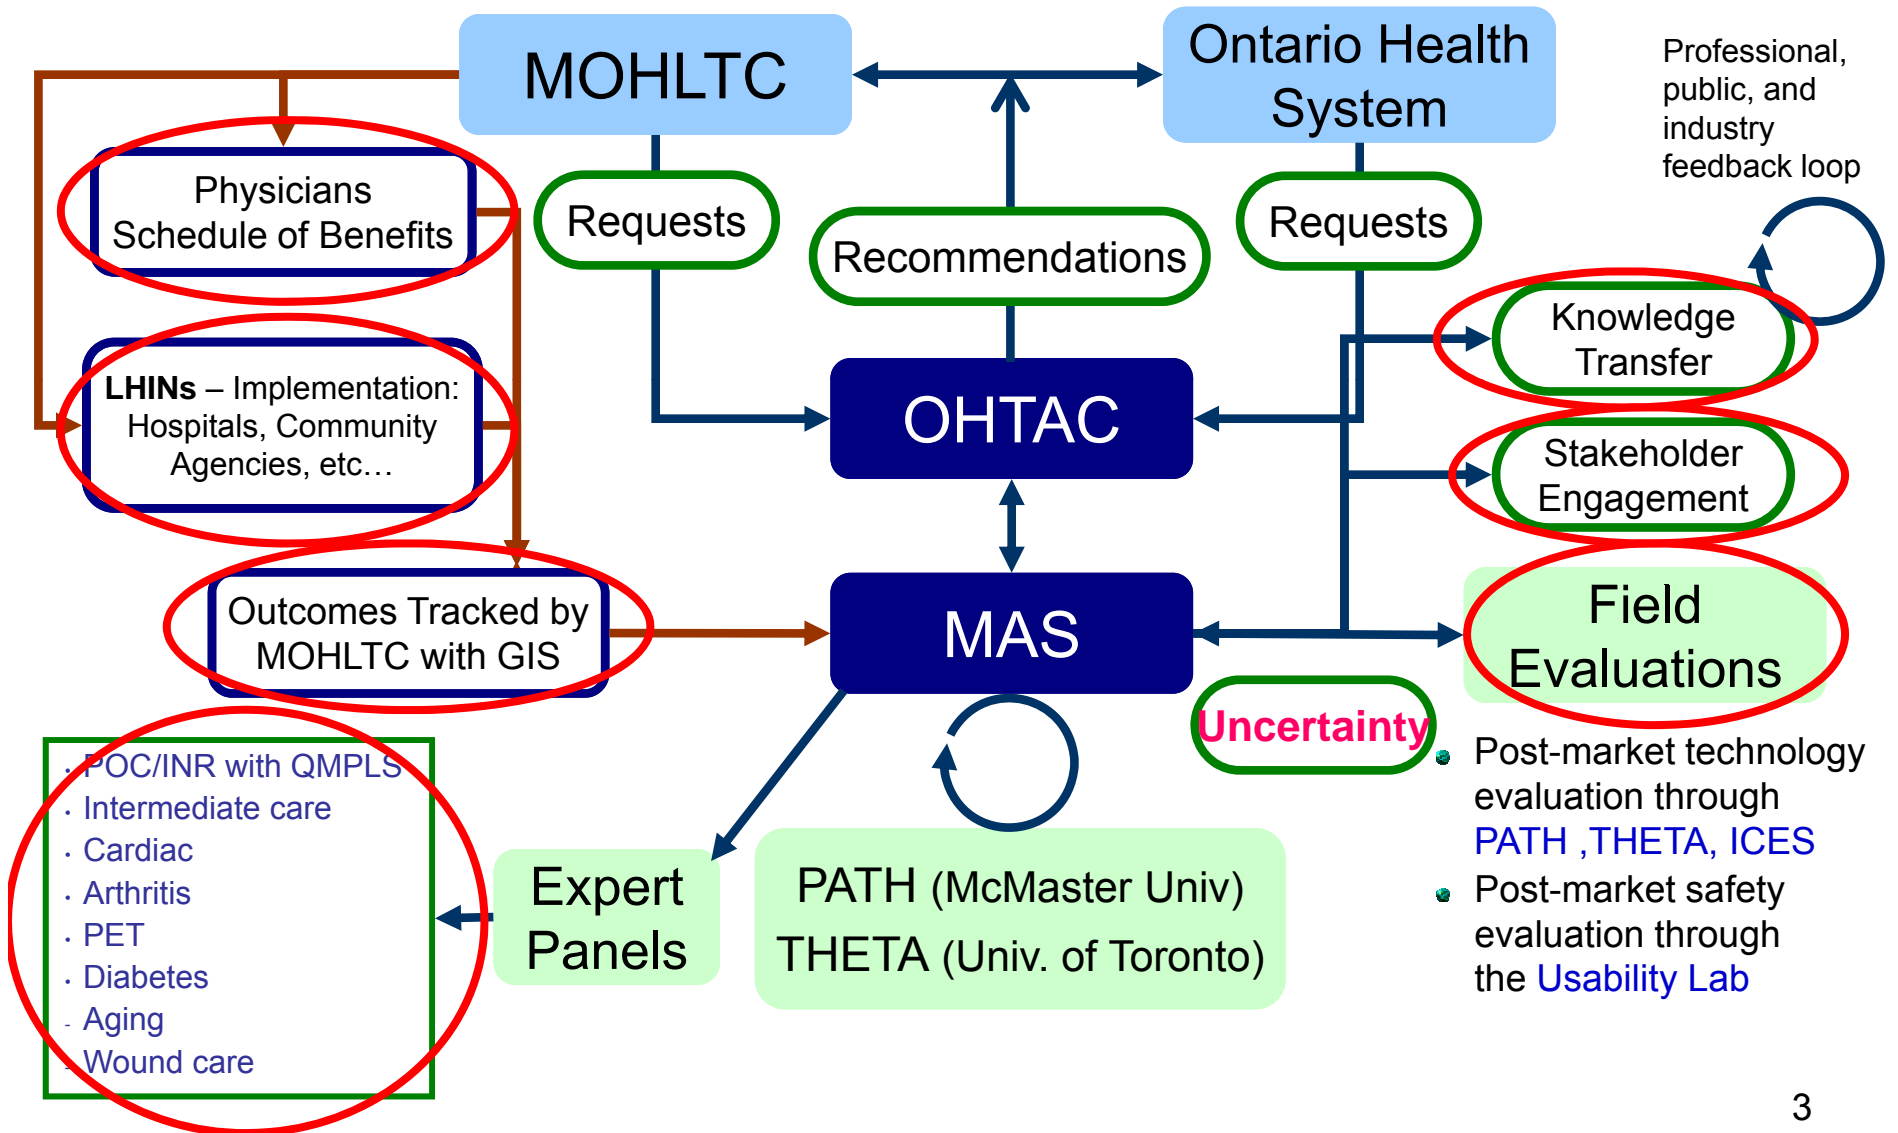 MOHLTC
Ontario Health
System
Professional,
public, and
industry
feedback loop
Physicians
Schedule of Benefits
Requests
Recommendations
Requests
Knowledge
Transfer
LHINs – Implementation:
Hospitals, Community
Agencies, etc…
OHTAC
Stakeholder
Engagement
Outcomes Tracked by
MOHLTC with GIS
MAS
Field
Evaluations
Uncertainty
· POC/INR with QMPLS
· Intermediate care
· Cardiac
· Arthritis
· PET
· Diabetes
- Aging
- Wound care
Expert
Panels
PATH (McMaster Univ)
THETA (Univ. of Toronto)
Post-market technology
evaluation through
PATH ,THETA, ICES
Post-market safety
evaluation through
the Usability Lab
3